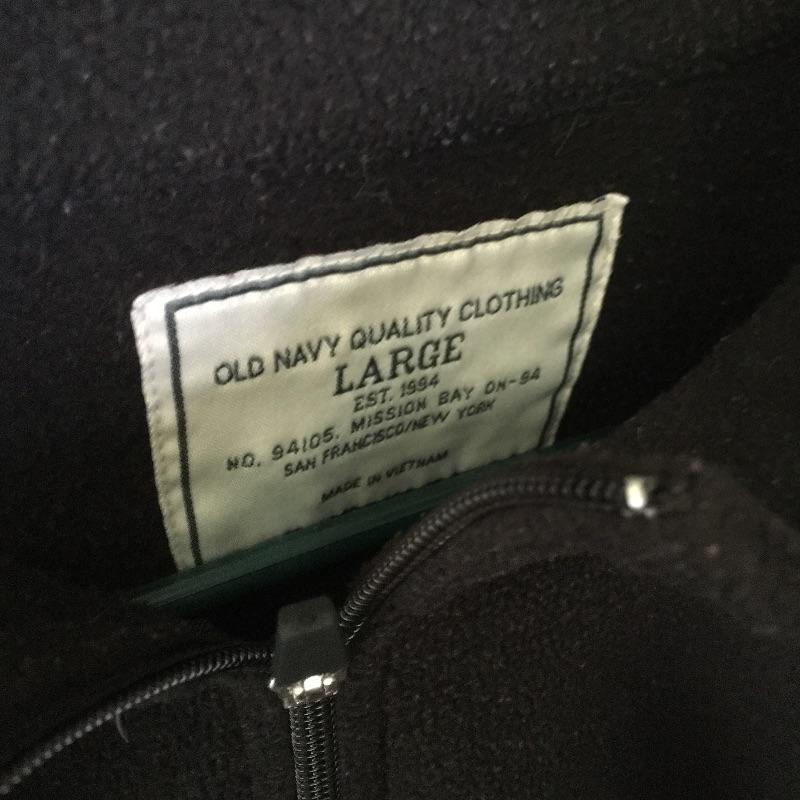 OLD NAVY QUALITY CLOTHING
LARGE
EST. 1994
NO. 94105. MISSION BAY ON-94
SAN FRANCISCO/NEW YORK
MADE IN VIETNAM